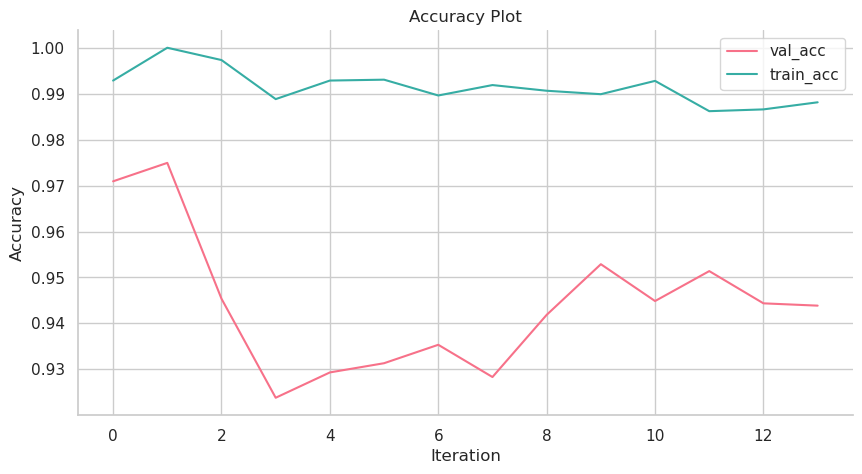 Accuracy Plot
1.00
0.99
0.98
0.97
0.96
0.95
0.94
0.93
Accuracy
val_acc
train_acc
0 2 4 6 8 10 12
Iteration